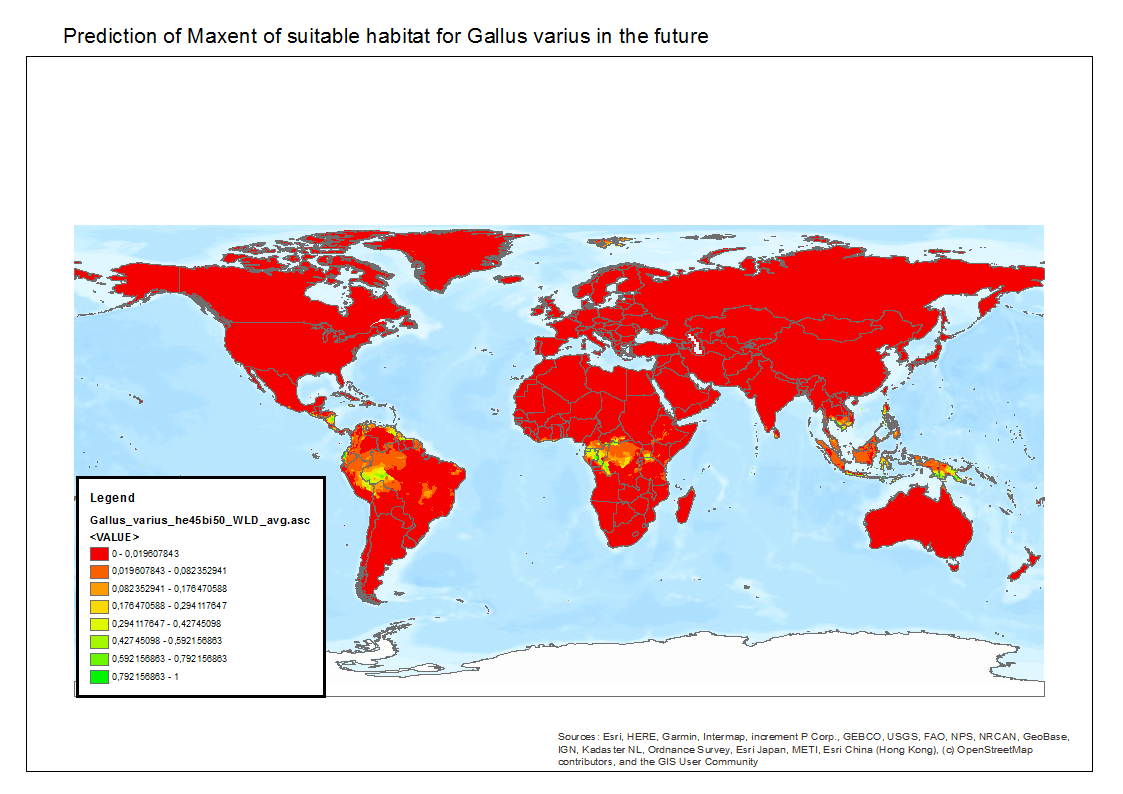 Prediction of Maxent of suitable habitat for Gallus varius in the future
Legend
Gallus_varius_he45bi50_WLD_avg.asc
<VALUE>
0 - 0,019607843
0,019607843 - 0,082352941
0,082352941 - 0,176470588
0,176470588 - 0,294117647
0,294117647 - 0,42745098
0,42745098 - 0,592156863
0,592156863 - 0,792156863
0,792156863 - 1
Sources: Esri, HERE, Garmin, Intermap, increment P Corp., GEBCO, USGS, FAO, NPS, NRCAN, GeoBase,
IGN, Kadaster NL, Ordnance Survey, Esri Japan, METI, Esri China (Hong Kong), (c) OpenStreetMap
contributors, and the GIS User Community